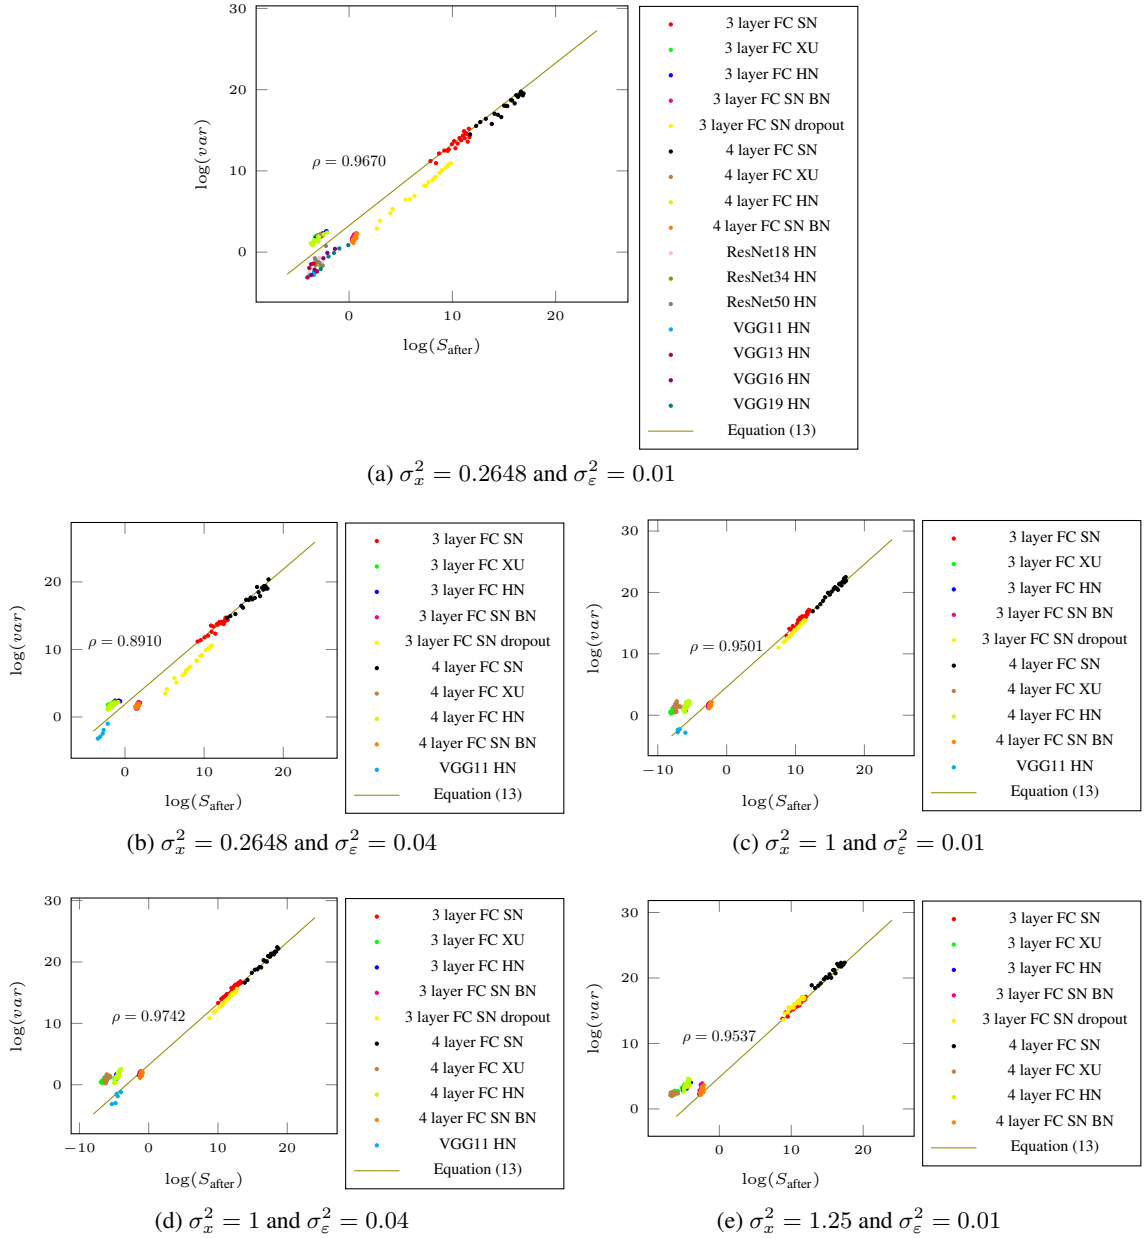 30
20
10
0
0
10
20
log(var)
log(S_after)
ρ = 0.9670
3 layer FC SN
3 layer FC XU
3 layer FC HN
3 layer FC SN BN
3 layer FC SN dropout
4 layer FC SN
4 layer FC XU
4 layer FC HN
4 layer FC SN BN
ResNet18 HN
ResNet34 HN
ResNet50 HN
VGG11 HN
VGG13 HN
VGG16 HN
VGG19 HN
Equation (13)
(a) σ_x^2 = 0.2648 and σ_ε^2 = 0.01
20
10
0
0
10
20
log(var)
log(S_after)
ρ = 0.8910
3 layer FC SN
3 layer FC XU
3 layer FC HN
3 layer FC SN BN
3 layer FC SN dropout
4 layer FC SN
4 layer FC XU
4 layer FC HN
4 layer FC SN BN
VGG11 HN
Equation (13)
(b) σ_x^2 = 0.2648 and σ_ε^2 = 0.04
30
20
10
0
−10
0
10
20
log(var)
log(S_after)
ρ = 0.9501
3 layer FC SN
3 layer FC XU
3 layer FC HN
3 layer FC SN BN
3 layer FC SN dropout
4 layer FC SN
4 layer FC XU
4 layer FC HN
4 layer FC SN BN
VGG11 HN
Equation (13)
(c) σ_x^2 = 1 and σ_ε^2 = 0.01
30
20
10
0
−10
0
10
20
log(var)
log(S_after)
ρ = 0.9742
3 layer FC SN
3 layer FC XU
3 layer FC HN
3 layer FC SN BN
3 layer FC SN dropout
4 layer FC SN
4 layer FC XU
4 layer FC HN
4 layer FC SN BN
VGG11 HN
Equation (13)
(d) σ_x^2 = 1 and σ_ε^2 = 0.04
30
20
10
0
−10
0
10
20
log(var)
log(S_after)
ρ = 0.9537
3 layer FC SN
3 layer FC XU
3 layer FC HN
3 layer FC SN BN
3 layer FC SN dropout
4 layer FC SN
4 layer FC XU
4 layer FC HN
4 layer FC SN BN
Equation (13)
(e) σ_x^2 = 1.25 and σ_ε^2 = 0.01